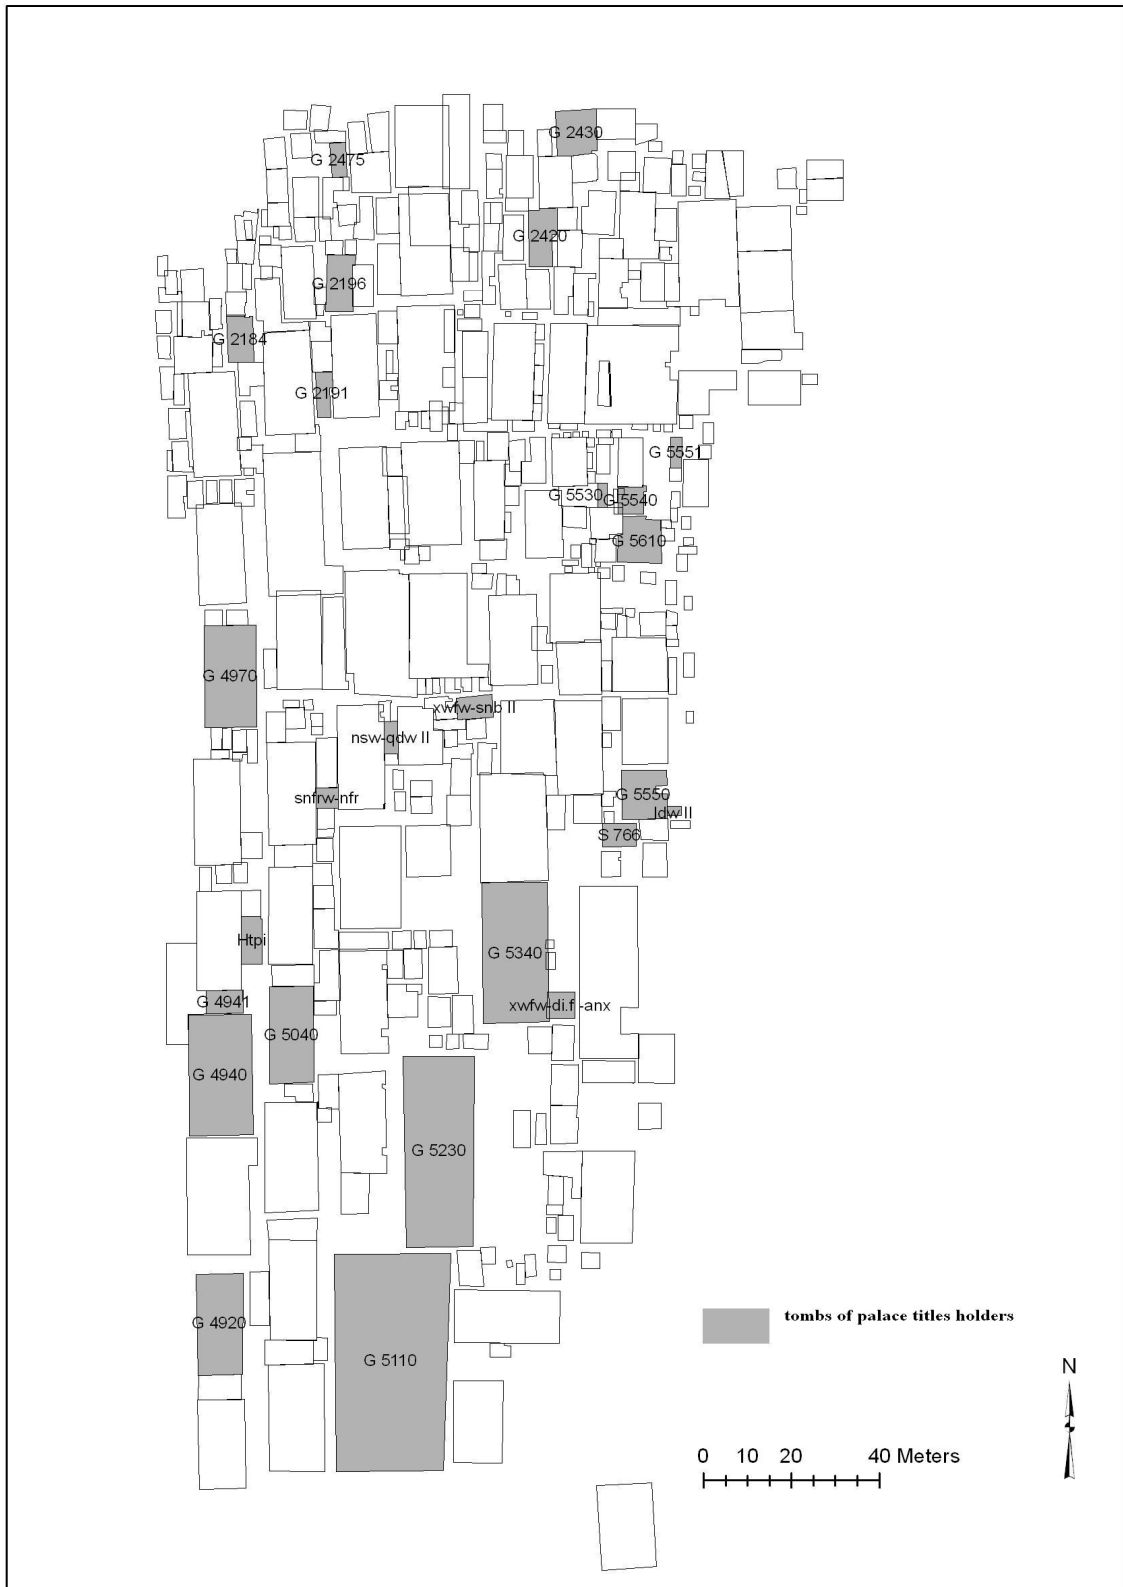 G 2430
G 2475
G 2420
G 2196
G 2184
G 2191
G 5551
G 5530
G 5540
G 5610
G 4970
xwfw-snb II
nsw-qdw II
snfrw-nfr
G 5550
Idw II
S 766
Htpi
G 5340
G 4941
xwfw-di.f-anx
G 5040
G 4940
G 5230
G 4920
G 5110
tombs of palace titles holders
N
0 10 20 40 Meters